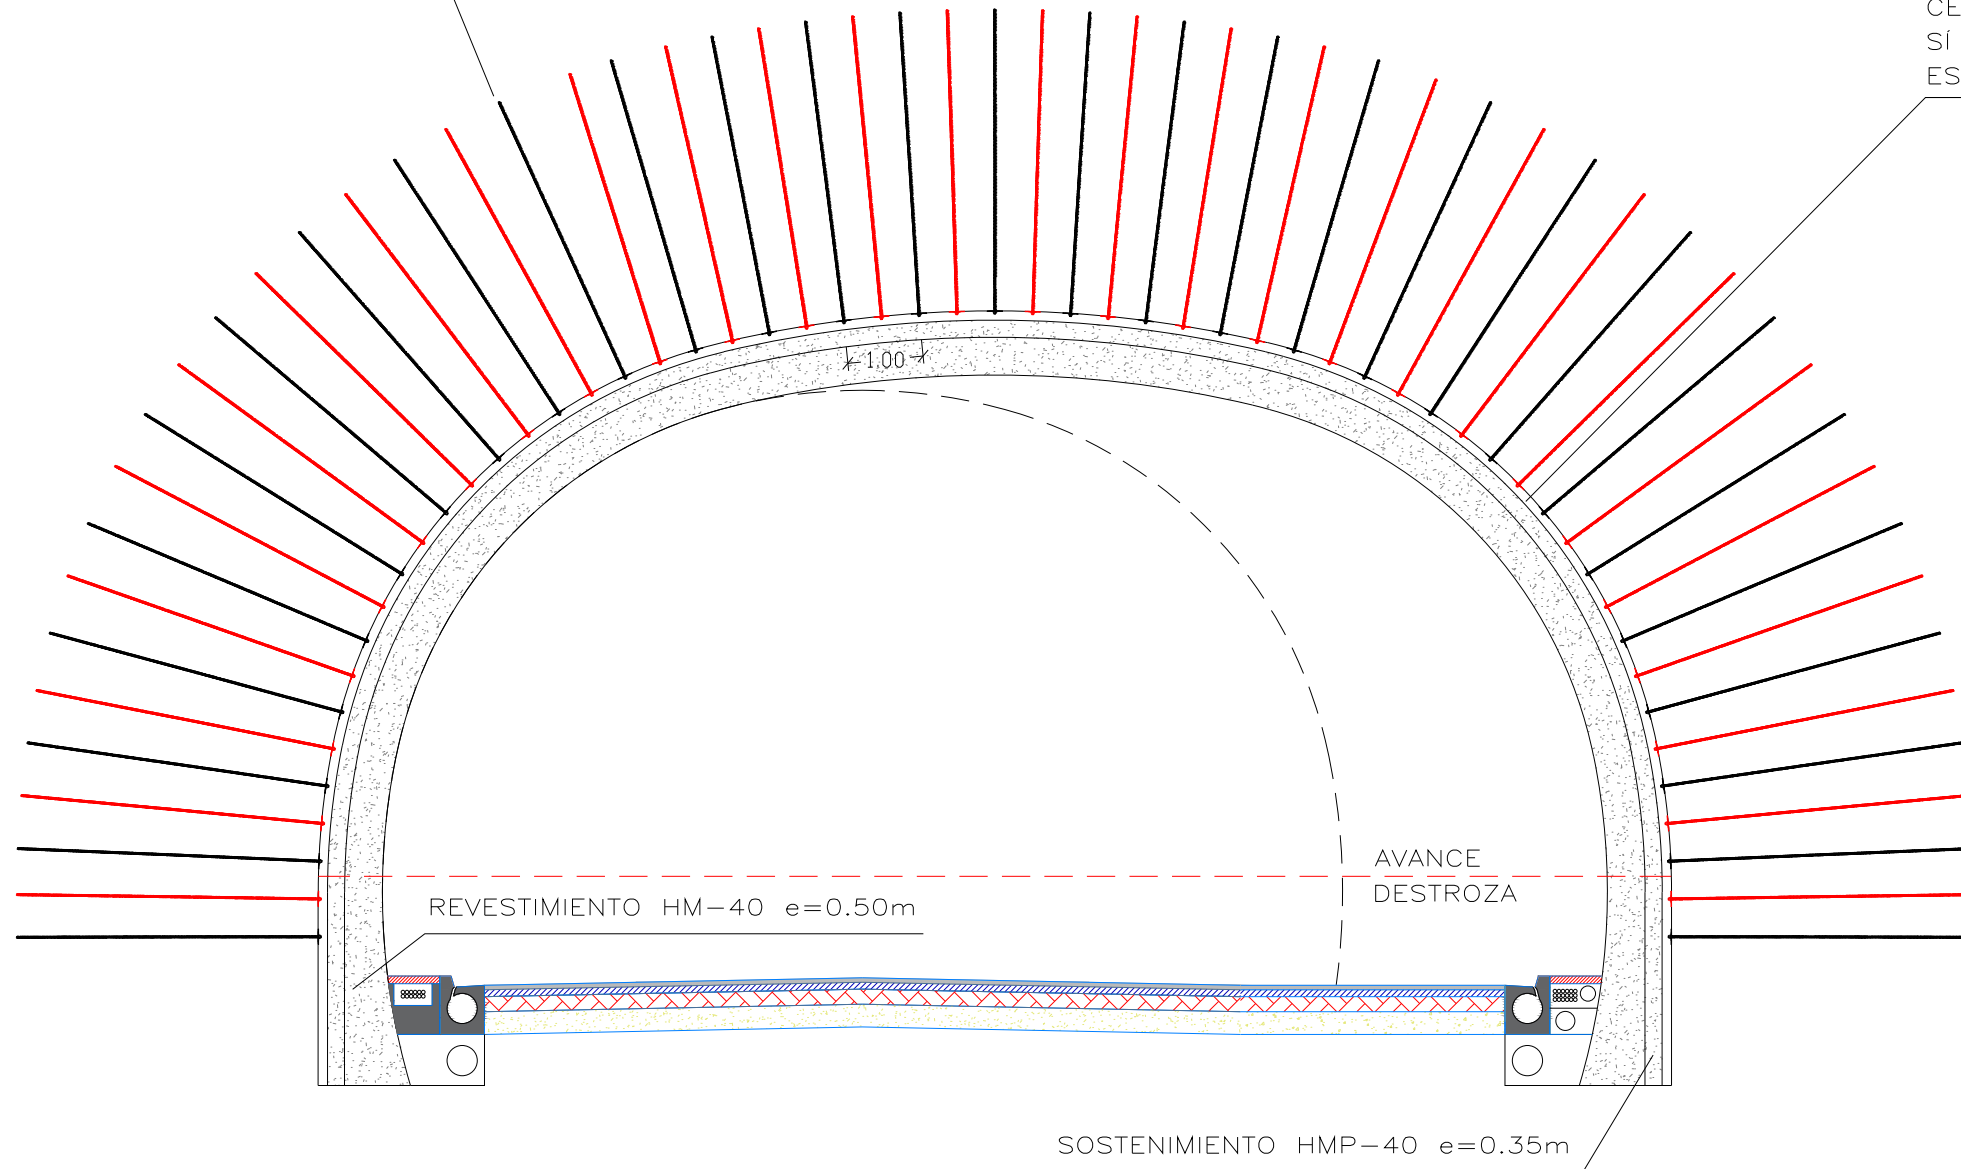 CE
SÍ
ES
1.00
AVANCE
DESTROZA
REVESTIMIENTO HM-40 e=0.50m
SOSTENIMIENTO HMP-40 e=0.35m